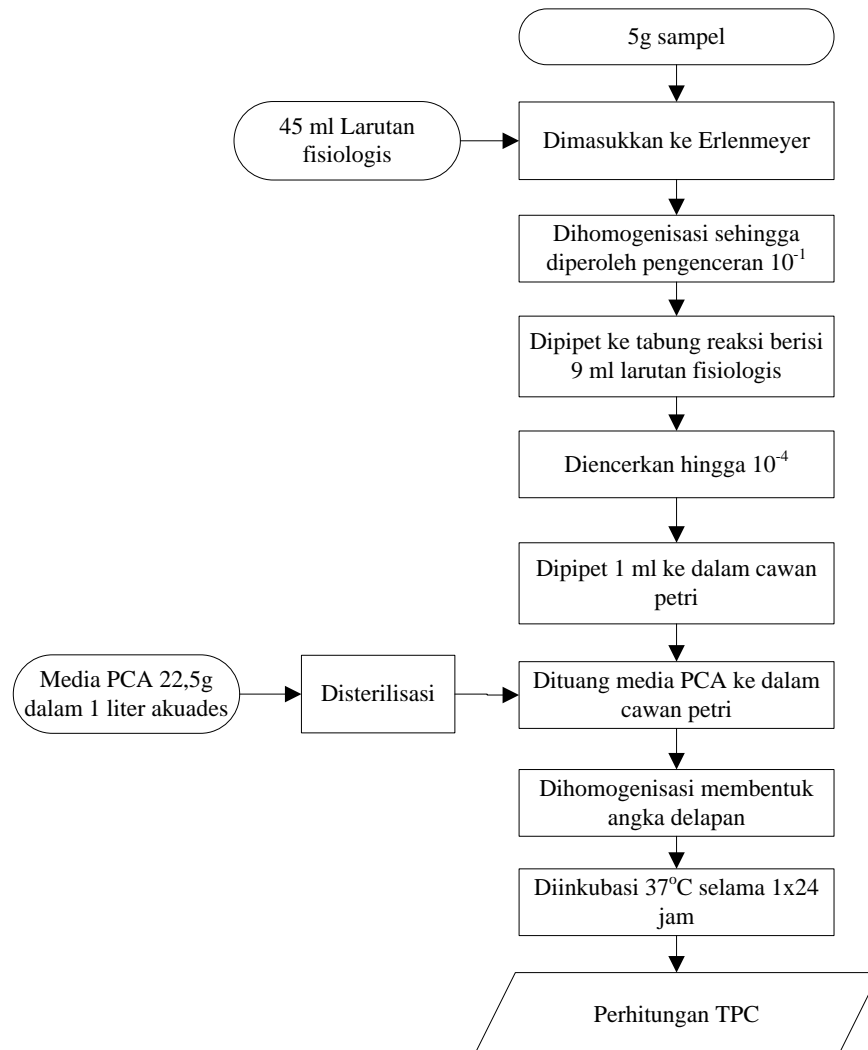 5g sampel
45 ml Larutan
fisiologis
Dimasukkan ke Erlenmeyer
Dihomogenisasi sehingga
diperoleh pengenceran 10⁻¹
Dipipet ke tabung reaksi berisi
9 ml larutan fisiologis
Diencerkan hingga 10⁻⁴
Dipipet 1 ml ke dalam cawan
petri
Media PCA 22,5g
dalam 1 liter akuades
Disterilisasi
Dituang media PCA ke dalam
cawan petri
Dihomogenisasi membentuk
angka delapan
Diinkubasi 37°C selama 1x24
jam
Perhitungan TPC